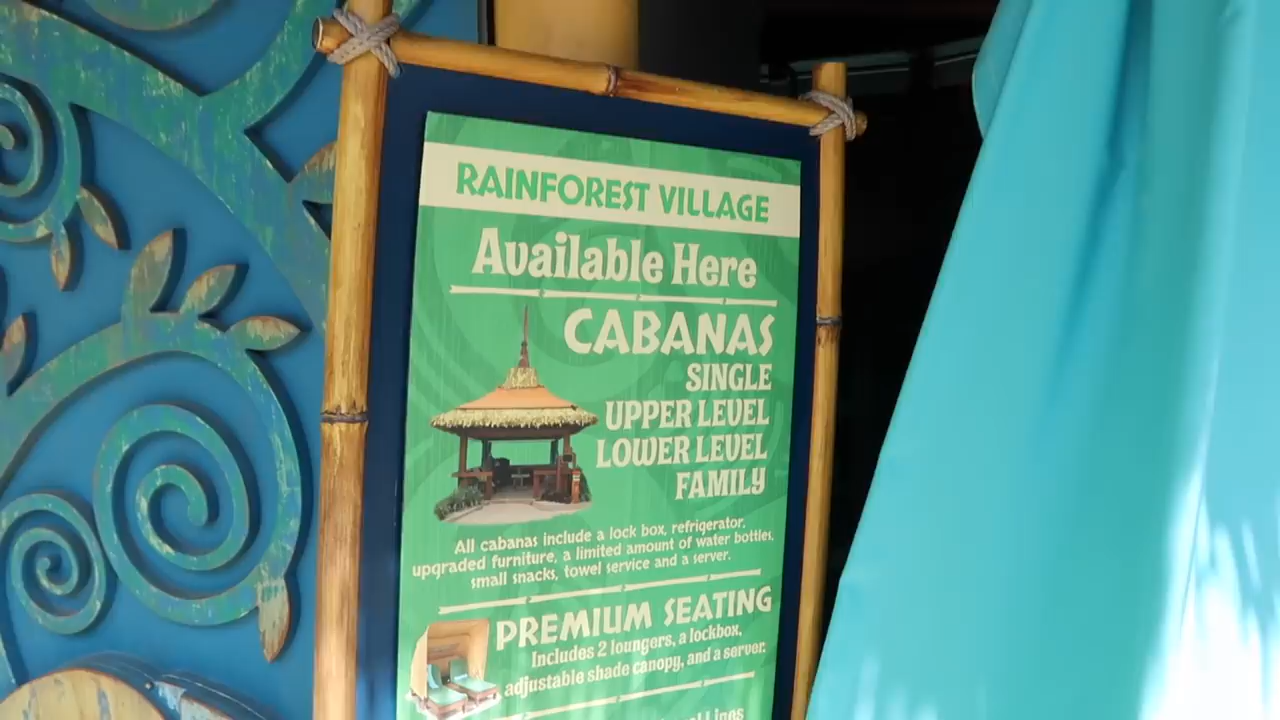 RAINFOREST VILLAGE
Available Here
CABANAS
SINGLE
UPPER LEVEL
LOWER LEVEL
FAMILY
All cabanas include a lock box, refrigerator,
upgraded furniture, a limited amount of water bottles,
small snacks, towel service and a server.
PREMIUM SEATING
Includes 2 loungers, a lockbox,
adjustable shade canopy, and a server.
Lines